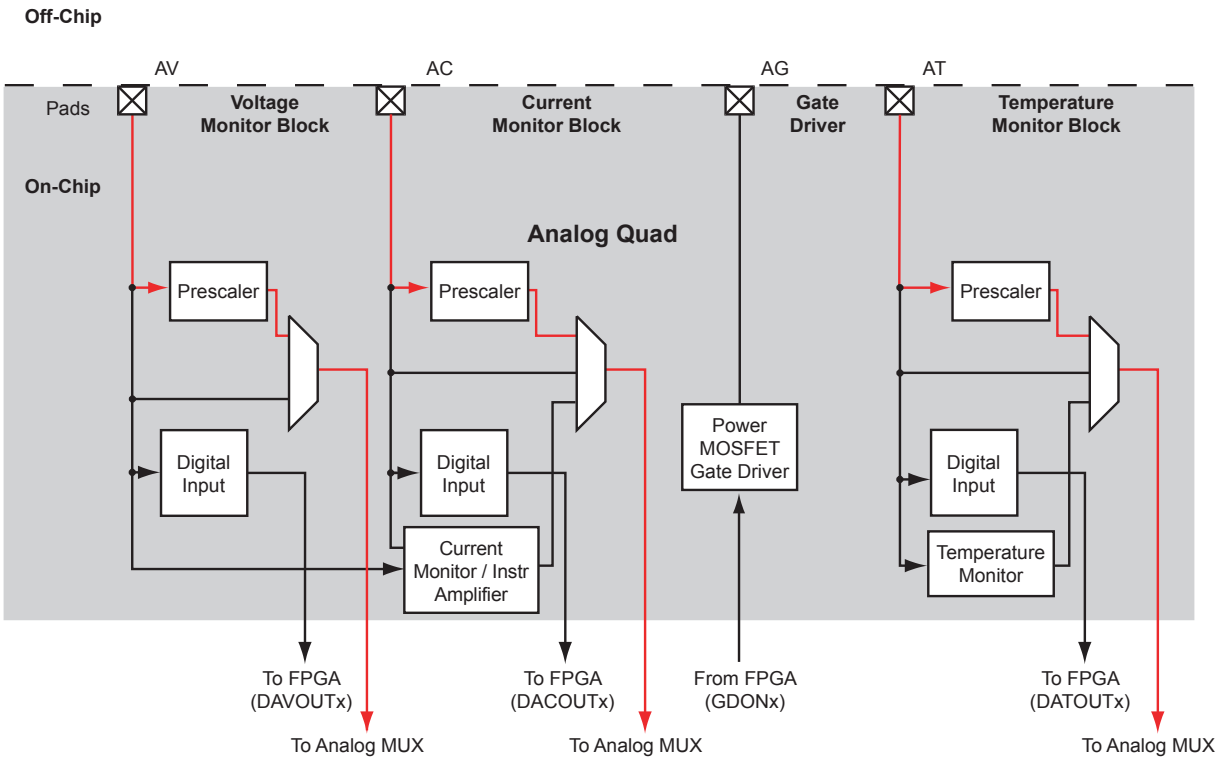 Off-Chip
AV
AC
AG
AT
Pads
Voltage
Monitor Block
Current
Monitor Block
Gate
Driver
Temperature
Monitor Block
On-Chip
Analog Quad
Prescaler
Prescaler
Prescaler
Power
MOSFET
Gate Driver
Digital
Input
Digital
Input
Digital
Input
Current
Monitor / Instr
Amplifier
Temperature
Monitor
To FPGA
(DAVOUTx)
To FPGA
(DACOUTx)
From FPGA
(GDONx)
To FPGA
(DATOUTx)
To Analog MUX
To Analog MUX
To Analog MUX